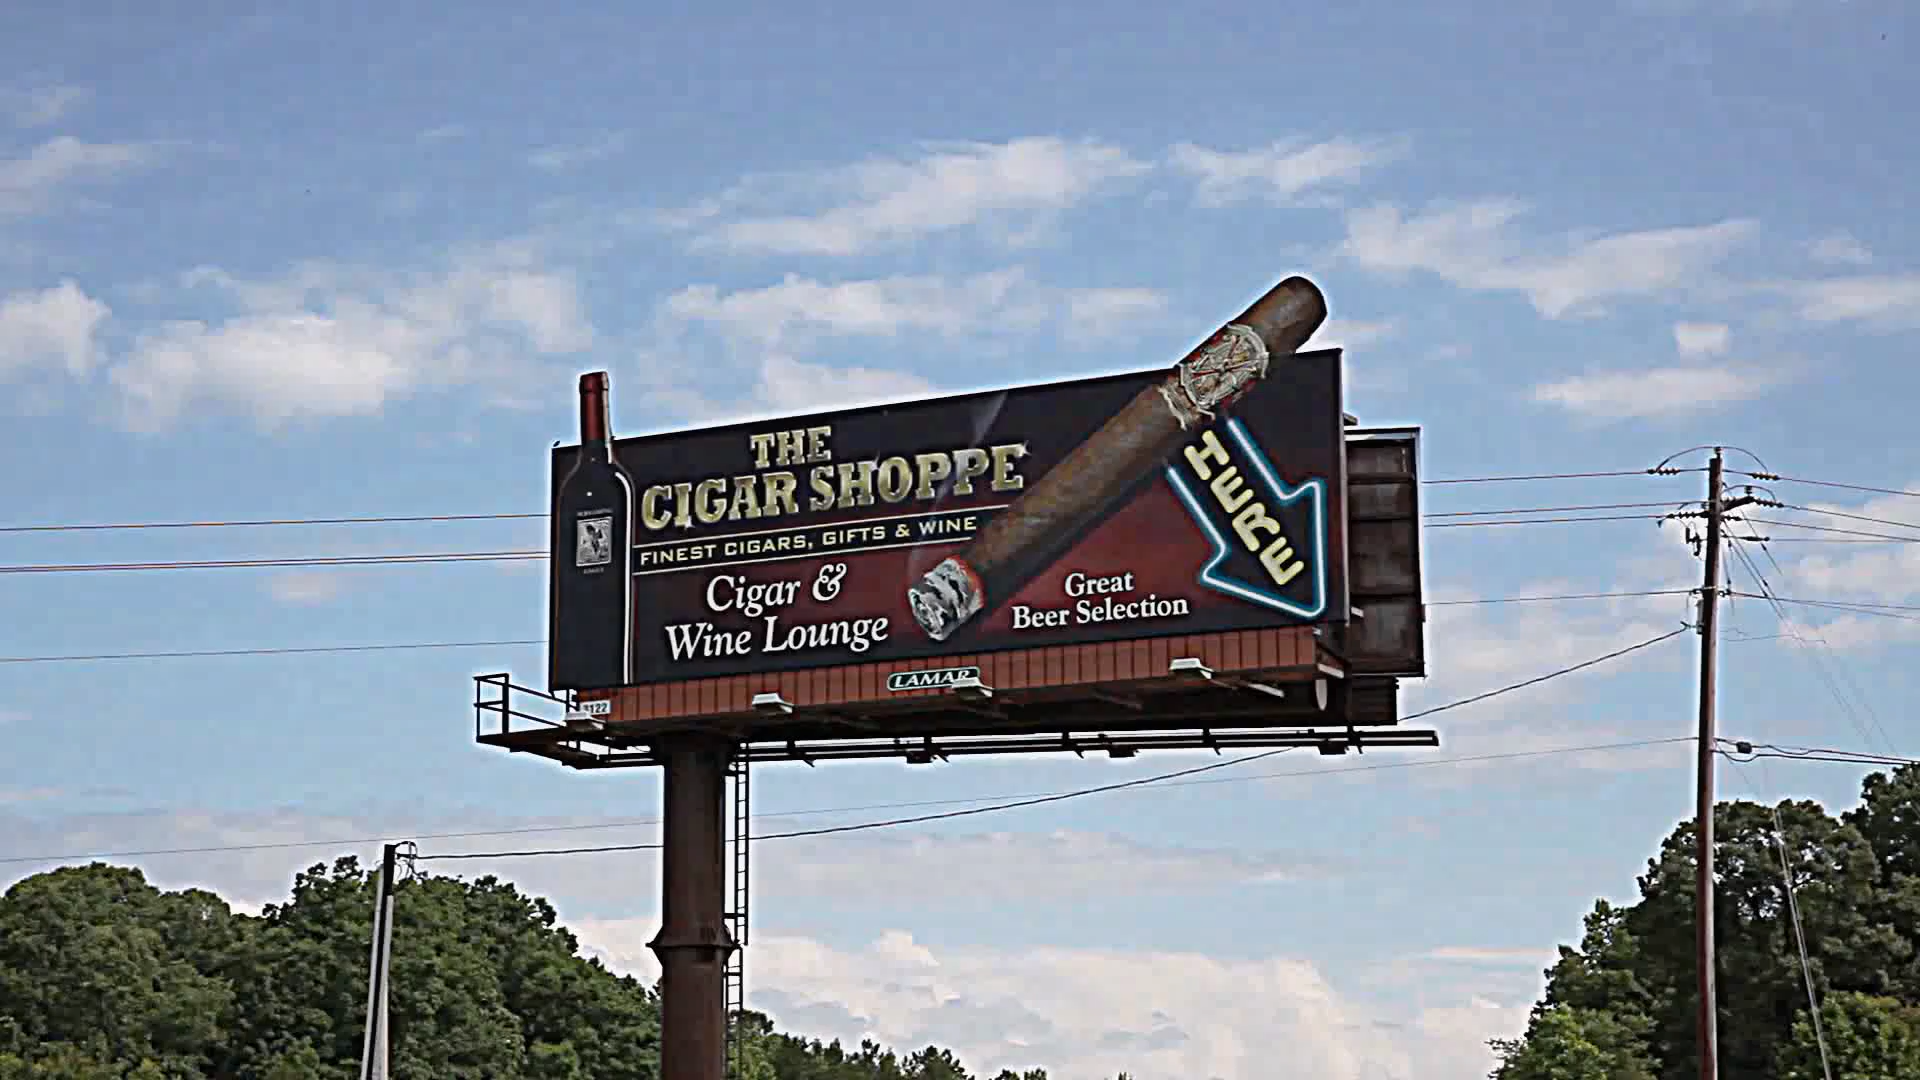 THE
CIGAR SHOPPE
FINEST CIGARS, GIFTS & WINE
Cigar &
Wine Lounge
Great
Beer Selection
HERE
LAMAR